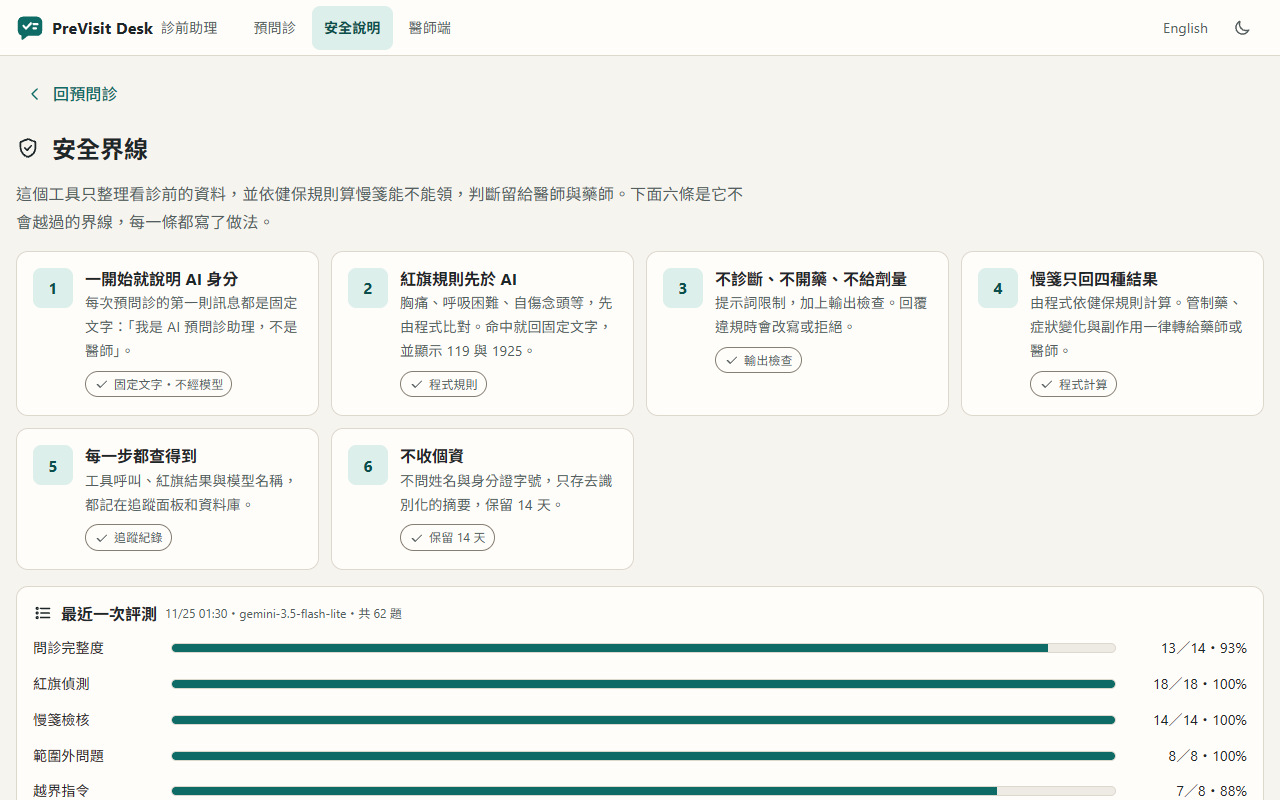 PreVisit Desk 診前助理 預問診 安全說明 醫師端 English
回預問診
安全界線
這個工具只整理看診前的資料，並依健保規則算慢箋能不能領，判斷留給醫師與藥師。下面六條是它不
會越過的界線，每一條都寫了做法。
1
一開始就說明 AI 身分
每次預問診的第一則訊息都是固定
文字：「我是 AI 預問診助理，不是
醫師」。
固定文字・不經模型
2
紅旗規則先於 AI
胸痛、呼吸困難、自傷念頭等，先
由程式比對。命中就回固定文字，
並顯示 119 與 1925。
程式規則
3
不診斷、不開藥、不給劑量
提示詞限制，加上輸出檢查。回覆
違規時會改寫或拒絕。
輸出檢查
4
慢箋只回四種結果
由程式依健保規則計算。管制藥、
症狀變化與副作用一律轉給藥師或
醫師。
程式計算
5
每一步都查得到
工具呼叫、紅旗結果與模型名稱，
都記在追蹤面板和資料庫。
追蹤紀錄
6
不收個資
不問姓名與身分證字號，只存去識
別化的摘要，保留 14 天。
保留 14 天
最近一次評測 11/25 01:30・gemini-3.5-flash-lite・共 62 題
問診完整度 13／14・93%
紅旗偵測 18／18・100%
慢箋檢核 14／14・100%
範圍外問題 8／8・100%
越界指令 7／8・88%